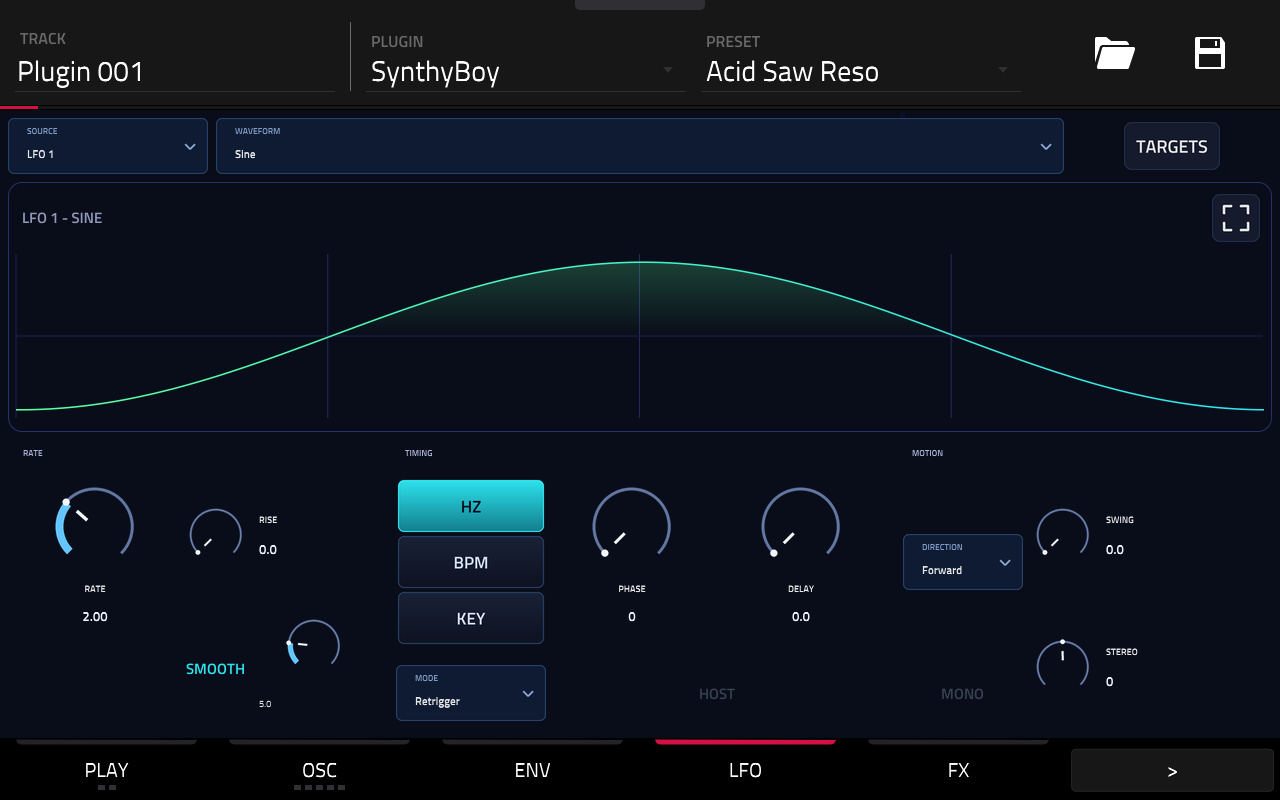 TRACK
Plugin 001
PLUGIN
SynthyBoy
PRESET
Acid Saw Reso
SOURCE
LFO 1
WAVEFORM
Sine
TARGETS
LFO 1 - SINE
RATE
RATE
2.00
RISE
0.0
SMOOTH
5.0
TIMING
HZ
BPM
KEY
MODE
Retrigger
PHASE
0
DELAY
0.0
HOST
MOTION
DIRECTION
Forward
SWING
0.0
STEREO
0
MONO
PLAY
OSC
ENV
LFO
FX
>